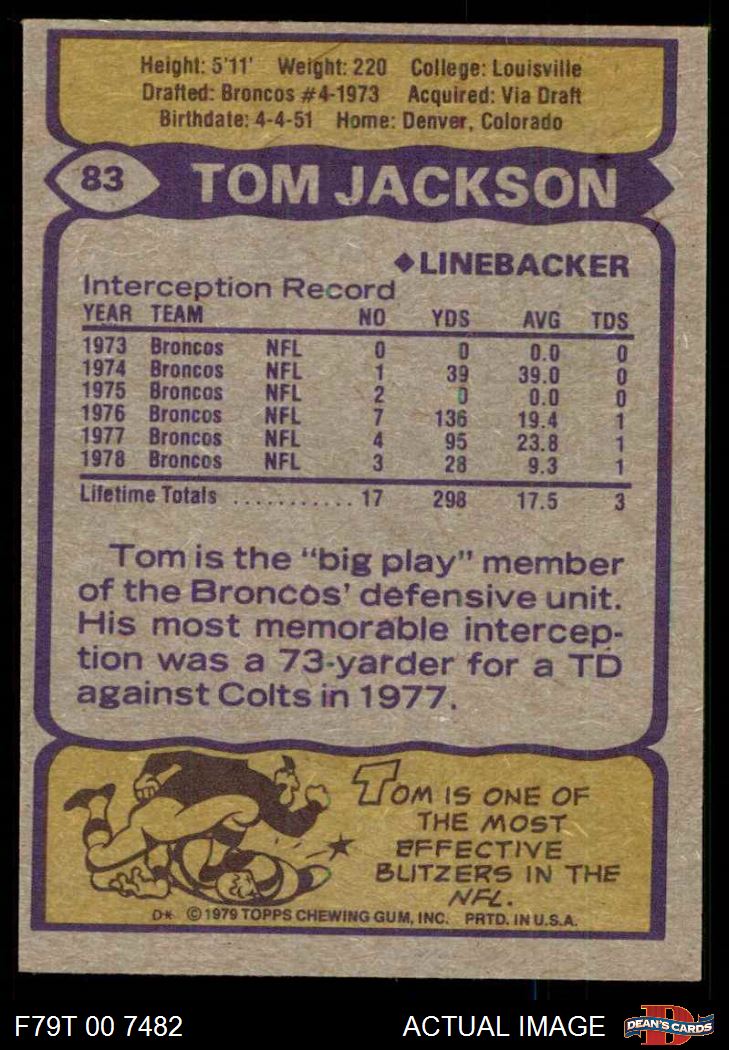 Height: 5'11' Weight: 220 College: Louisville
Drafted: Broncos #4-1973 Acquired: Via Draft
Birthdate: 4-4-51 Home: Denver, Colorado
83 TOM JACKSON
◆LINEBACKER
Interception Record
YEAR TEAM NO YDS AVG TDS
1973 Broncos NFL 0 0 0.0 0
1974 Broncos NFL 1 39 39.0 0
1975 Broncos NFL 2 0 0.0 0
1976 Broncos NFL 7 136 19.4 1
1977 Broncos NFL 4 95 23.8 1
1978 Broncos NFL 3 28 9.3 1
Lifetime Totals ........... 17 298 17.5 3
Tom is the "big play" member
of the Broncos' defensive unit.
His most memorable intercep-
tion was a 73-yarder for a TD
against Colts in 1977.
TOM IS ONE OF
THE MOST
EFFECTIVE
BLITZERS IN THE
NFL.
D* © 1979 TOPPS CHEWING GUM, INC. PRTD. IN U.S.A.
F79T 00 7482 ACTUAL IMAGE D DEAN'S CARDS